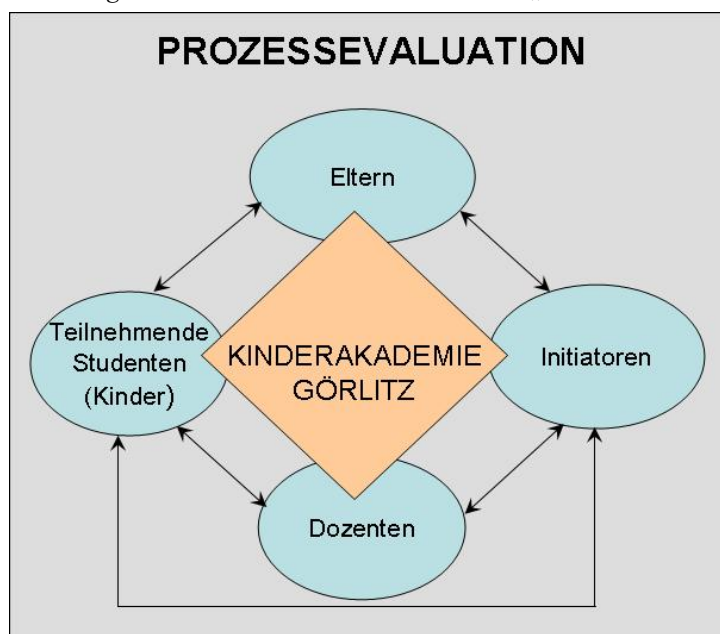 PROZESSEVALUATION
Eltern
Teilnehmende
Studenten
(Kinder)
KINDERAKADEMIE
GÖRLITZ
Initiatoren
Dozenten